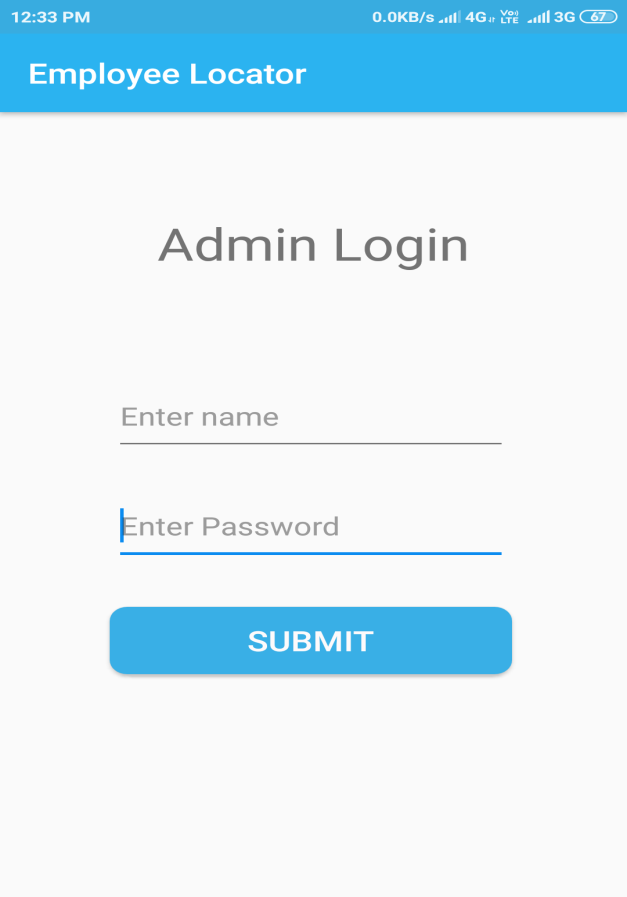 12:33 PM 0.0KB/s 4G Vo)) LTE 3G 67
Employee Locator
Admin Login
Enter name
Enter Password
SUBMIT